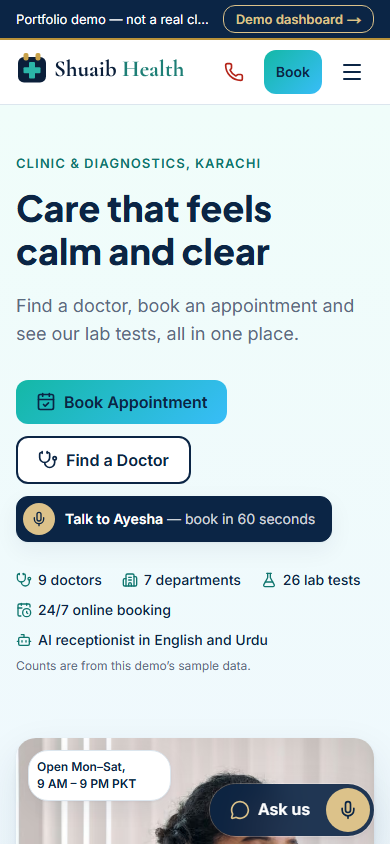 Portfolio demo — not a real cl...
Demo dashboard →
Shuaib Health
Book
CLINIC & DIAGNOSTICS, KARACHI
Care that feels
calm and clear
Find a doctor, book an appointment and
see our lab tests, all in one place.
Book Appointment
Find a Doctor
Talk to Ayesha — book in 60 seconds
9 doctors
7 departments
26 lab tests
24/7 online booking
AI receptionist in English and Urdu
Counts are from this demo's sample data.
Open Mon–Sat,
9 AM – 9 PM PKT
Ask us